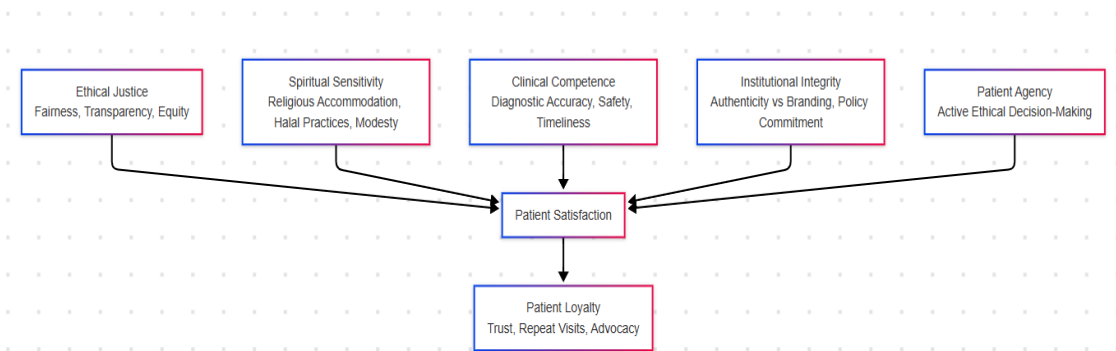 Ethical Justice
Fairness, Transparency, Equity
Spiritual Sensitivity
Religious Accommodation,
Halal Practices, Modesty
Clinical Competence
Diagnostic Accuracy, Safety,
Timeliness
Institutional Integrity
Authenticity vs Branding, Policy
Commitment
Patient Agency
Active Ethical Decision-Making
Patient Satisfaction
Patient Loyalty
Trust, Repeat Visits, Advocacy